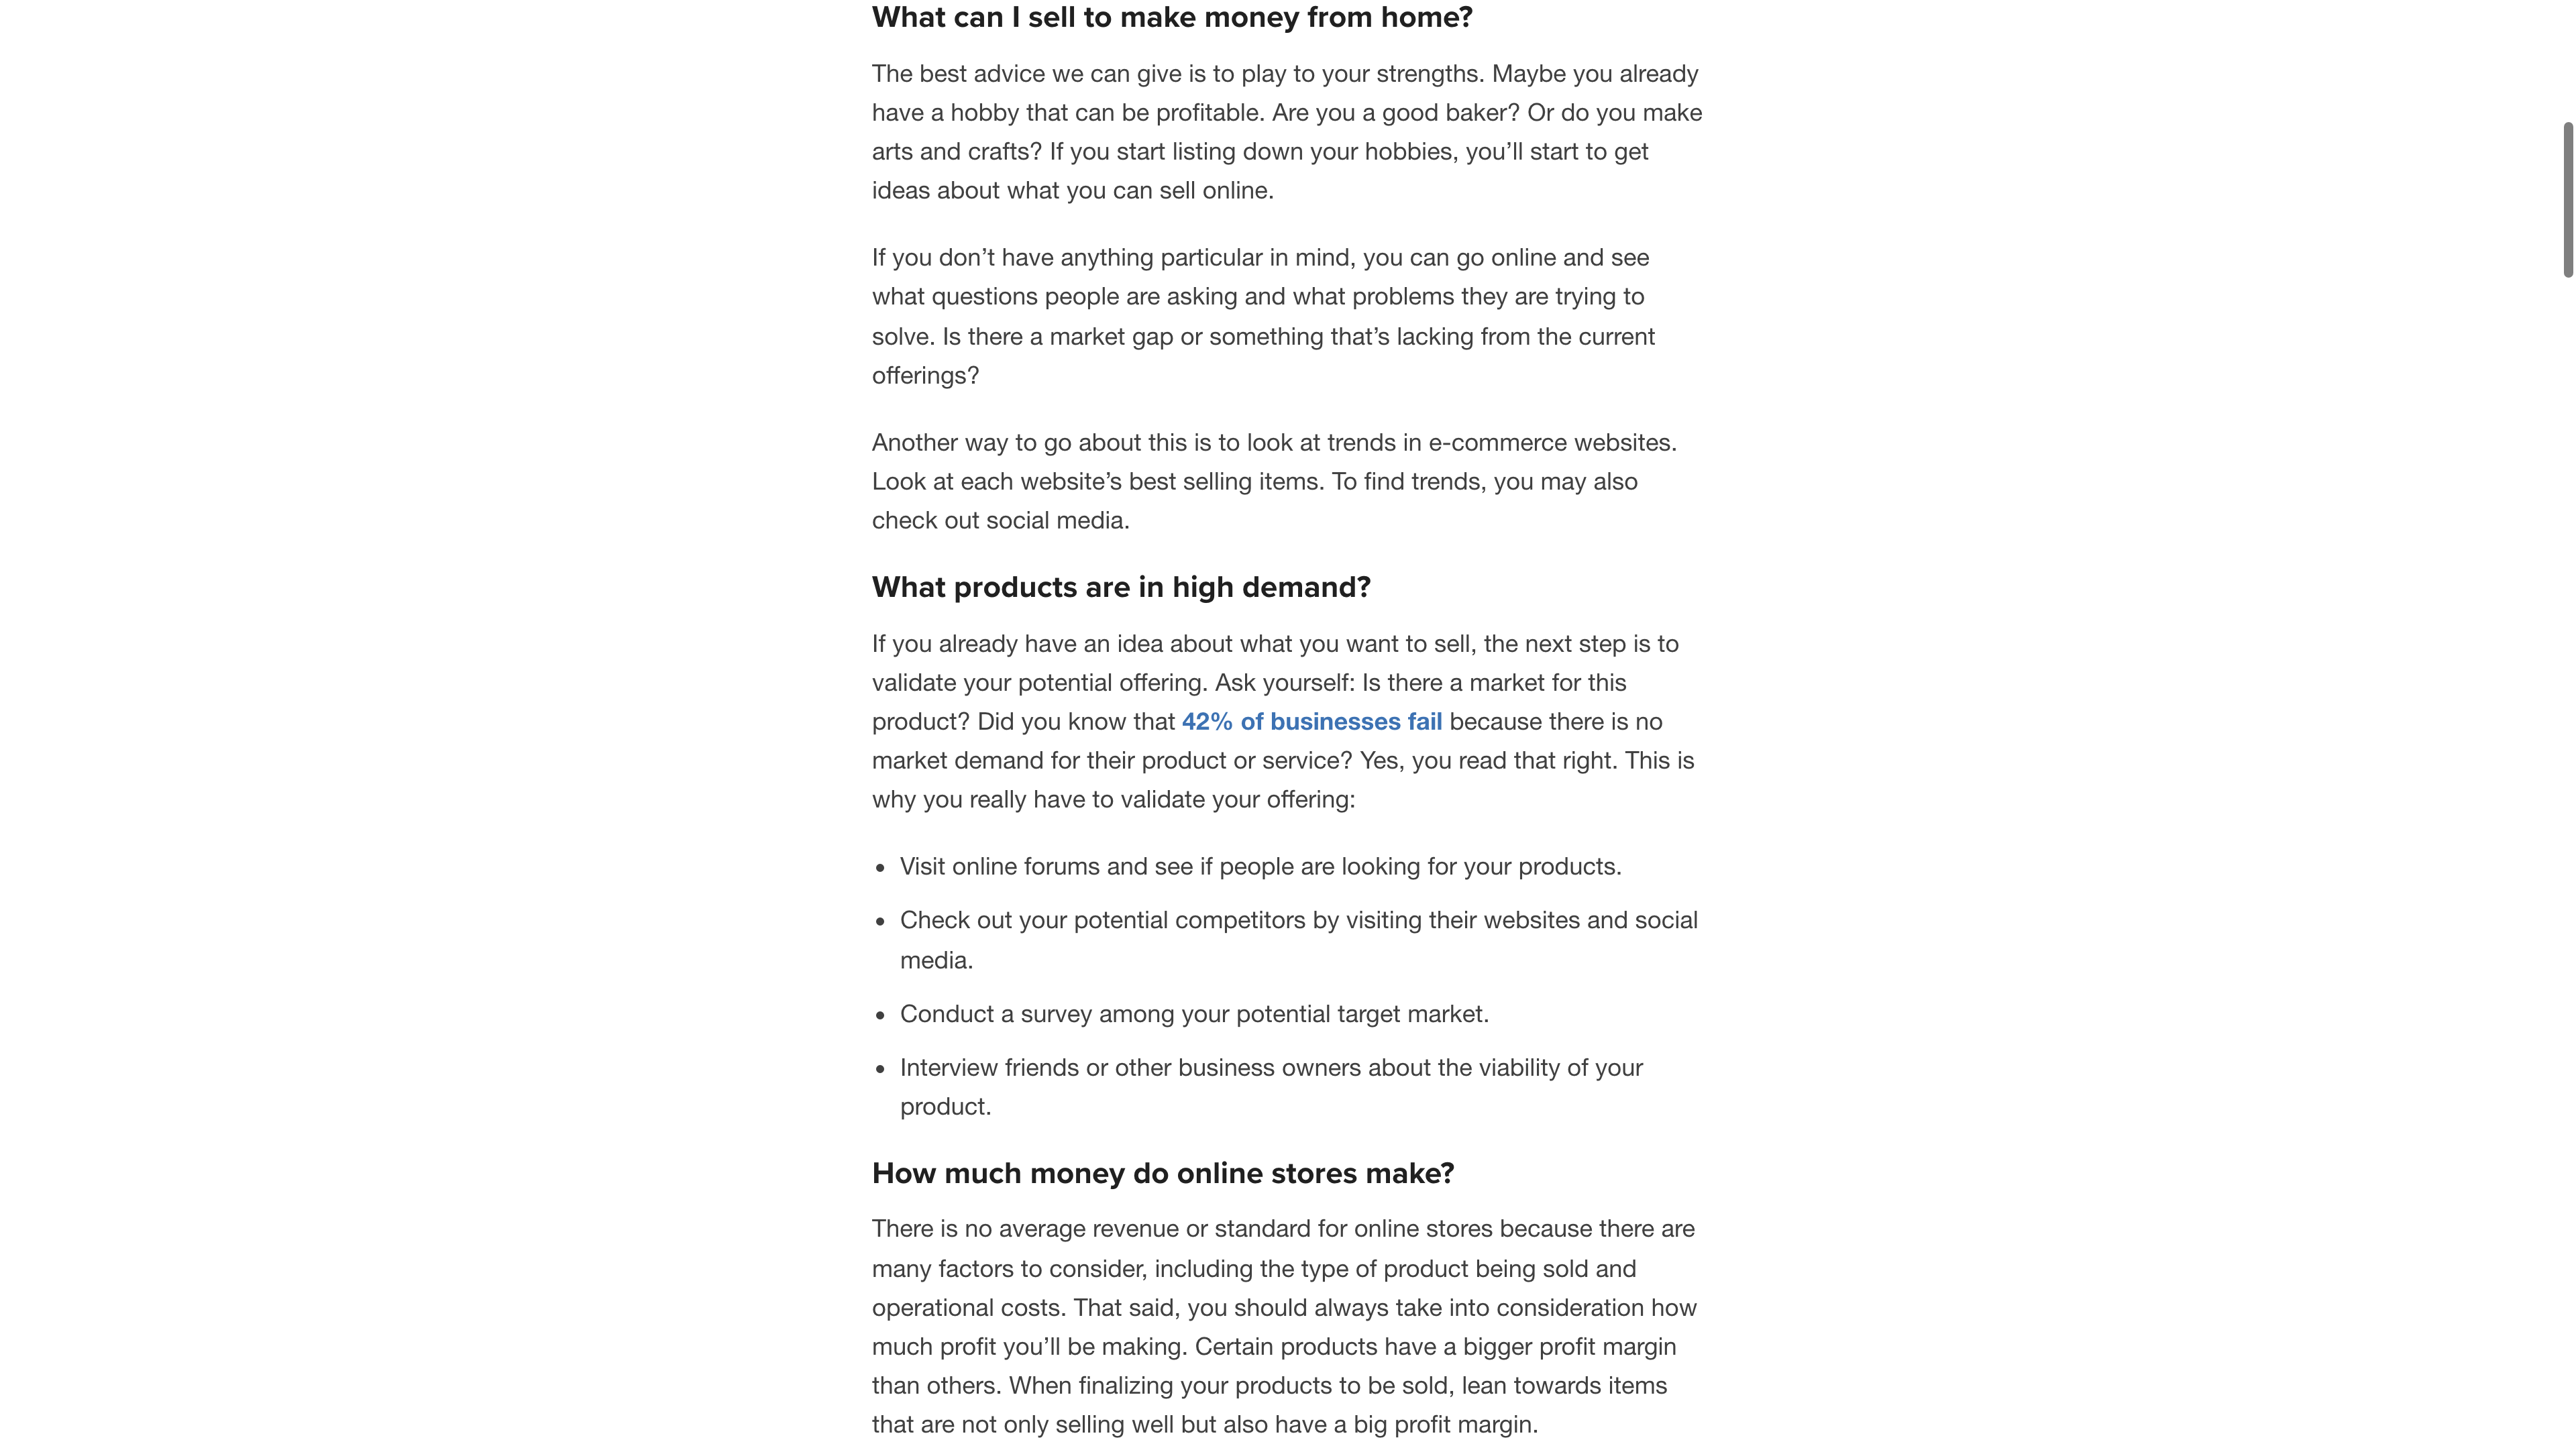 What can I sell to make money from home?
The best advice we can give is to play to your strengths. Maybe you already
have a hobby that can be profitable. Are you a good baker? Or do you make
arts and crafts? If you start listing down your hobbies, you’ll start to get
ideas about what you can sell online.
If you don’t have anything particular in mind, you can go online and see
what questions people are asking and what problems they are trying to
solve. Is there a market gap or something that’s lacking from the current
offerings?
Another way to go about this is to look at trends in e-commerce websites.
Look at each website’s best selling items. To find trends, you may also
check out social media.
What products are in high demand?
If you already have an idea about what you want to sell, the next step is to
validate your potential offering. Ask yourself: Is there a market for this
product? Did you know that 42% of businesses fail because there is no
market demand for their product or service? Yes, you read that right. This is
why you really have to validate your offering:
• Visit online forums and see if people are looking for your products.
• Check out your potential competitors by visiting their websites and social
media.
• Conduct a survey among your potential target market.
• Interview friends or other business owners about the viability of your
product.
How much money do online stores make?
There is no average revenue or standard for online stores because there are
many factors to consider, including the type of product being sold and
operational costs. That said, you should always take into consideration how
much profit you’ll be making. Certain products have a bigger profit margin
than others. When finalizing your products to be sold, lean towards items
that are not only selling well but also have a big profit margin.